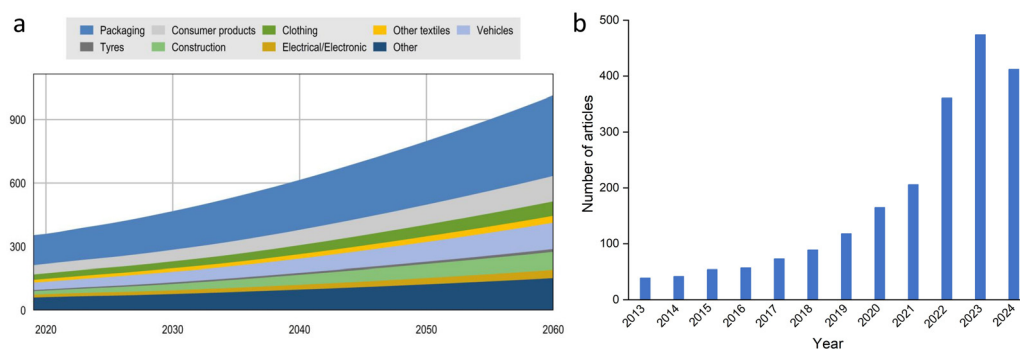 a
Packaging Consumer products Clothing Other textiles Vehicles
Tyres Construction Electrical/Electronic Other
900
600
300
0
2020 2030 2040 2050 2060
b
500
400
300
200
100
0
Number of articles
2013 2014 2015 2016 2017 2018 2019 2020 2021 2022 2023 2024
Year